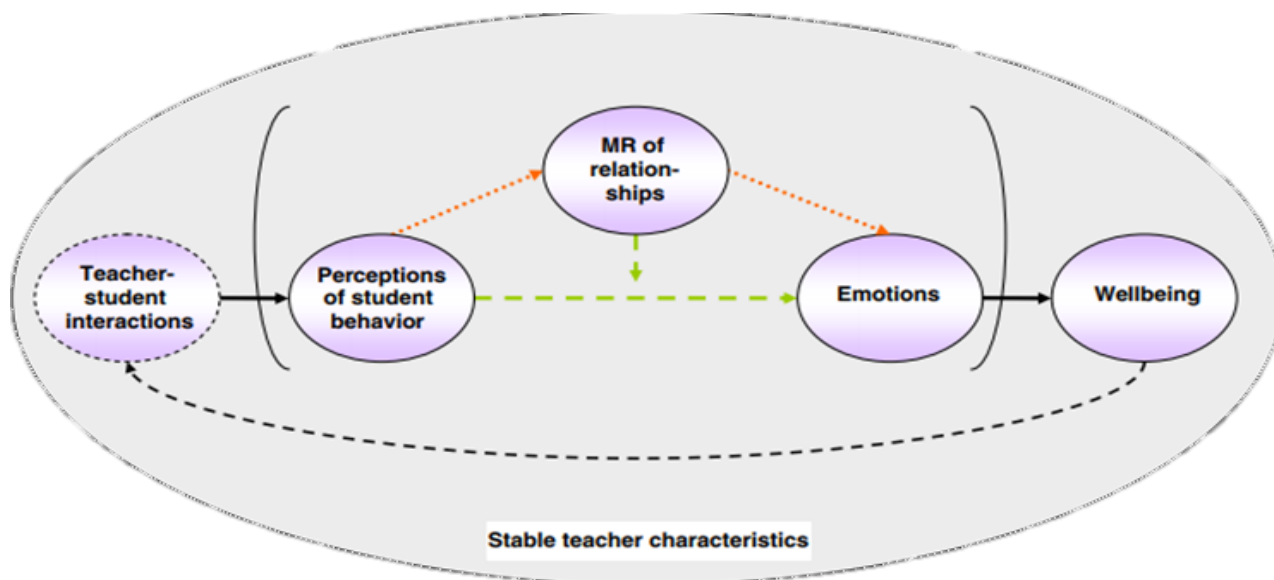 MR of
relation-
ships
Teacher-
student
interactions
Perceptions
of student
behavior
Emotions
Wellbeing
Stable teacher characteristics